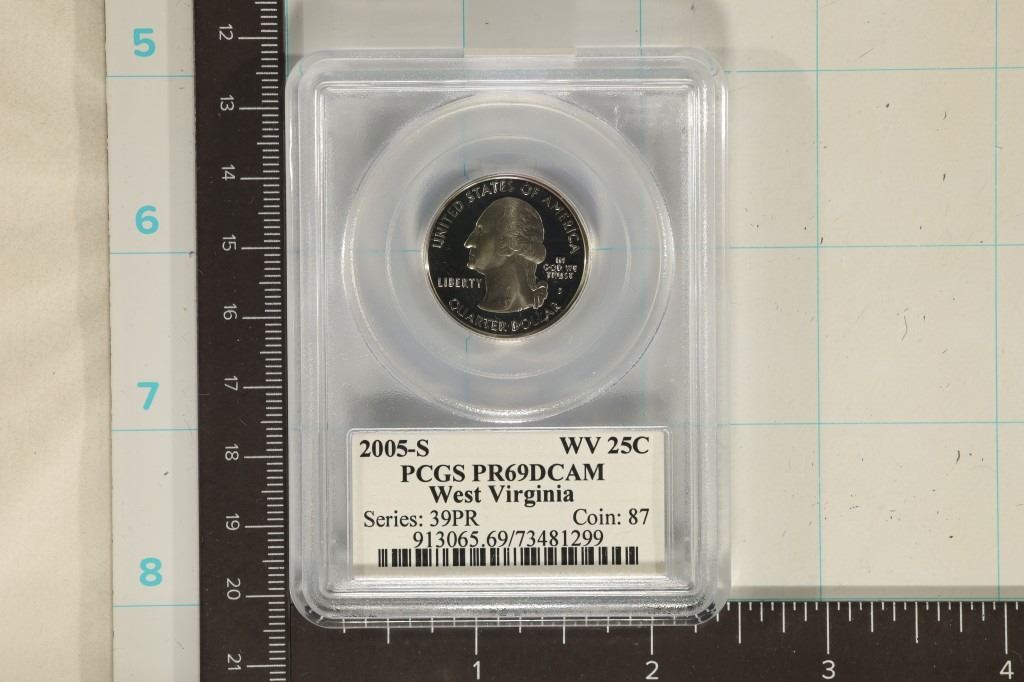 5
6
7
8
12
13
14
15
16
17
18
19
20
21
UNITED STATES OF AMERICA
LIBERTY
IN
GOD WE
TRUST
S
QUARTER DOLLAR
2005-S WV 25C
PCGS PR69DCAM
West Virginia
Series: 39PR Coin: 87
913065.69/73481299
1 2 3 4